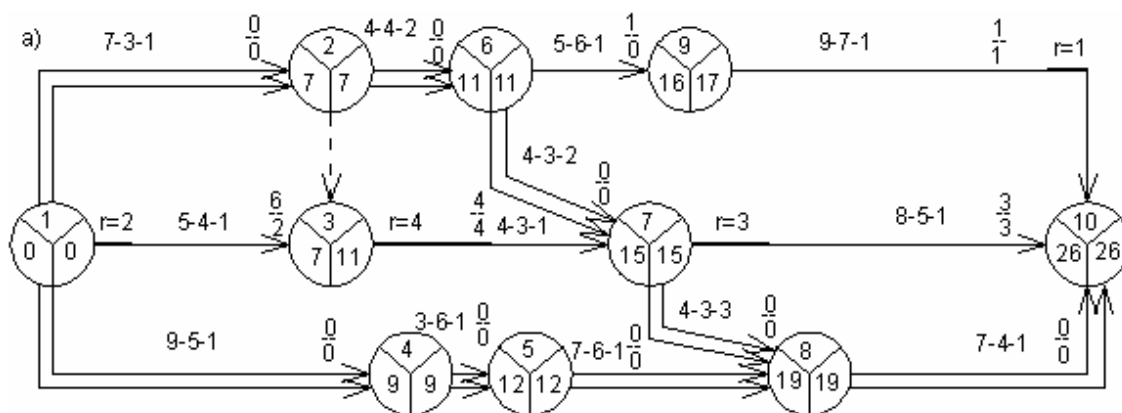 a)
7-3-1 0/0 2 7 7 4-4-2 0/0 6 11 11 5-6-1 1/0 9 16 17 9-7-1 1/1 r=1
4-3-2 0/0
1 0 0 r=2 5-4-1 6/2 3 7 11 r=4 4/4 4-3-1 7 15 15 r=3 8-5-1 3/3 10 26 26
4-3-3 0/0
9-5-1 0/0 4 9 9 3-6-1 0/0 5 12 12 7-6-1 0/0 8 19 19 7-4-1 0/0